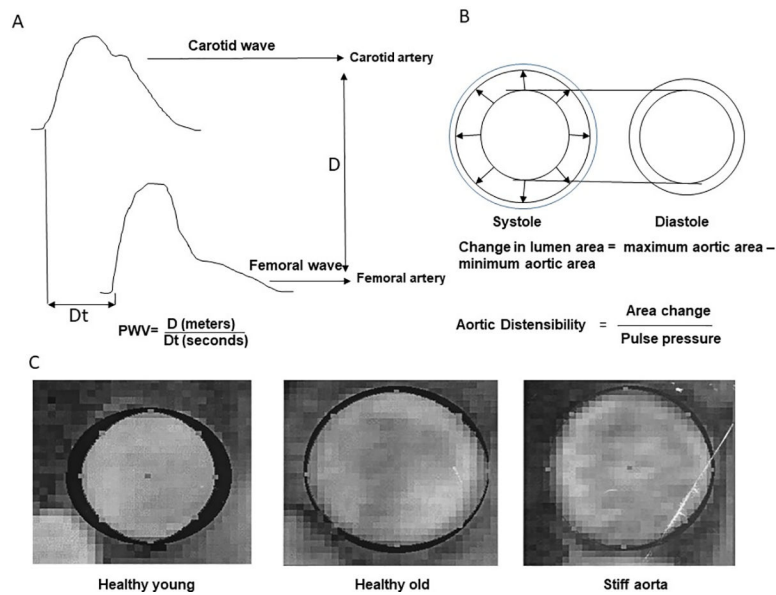 A
Carotid wave
Carotid artery
D
Femoral wave
Femoral artery
Dt
PWV= D (meters)
Dt (seconds)
B
Systole
Diastole
Change in lumen area = maximum aortic area –
minimum aortic area
Aortic Distensibility = Area change
Pulse pressure
C
Healthy young
Healthy old
Stiff aorta